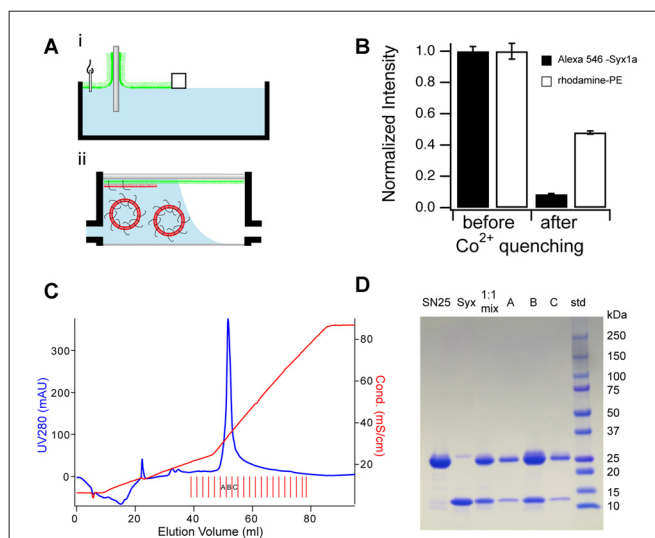 A
i
ii
B
Normalized Intensity
1.0
0.8
0.6
0.4
0.2
0.0
Alexa 546 -Syx1a
rhodamine-PE
before after
Co2+ quenching
C
UV280 (mAU)
300
200
100
0
0 20 40 60 80
Elution Volume (ml)
A B C
80
60
40
20
Cond. (mS/cm)
D
SN25 Syx 1:1 mix A B C std
kDa
250
150
100
75
50
37
25
20
15
10